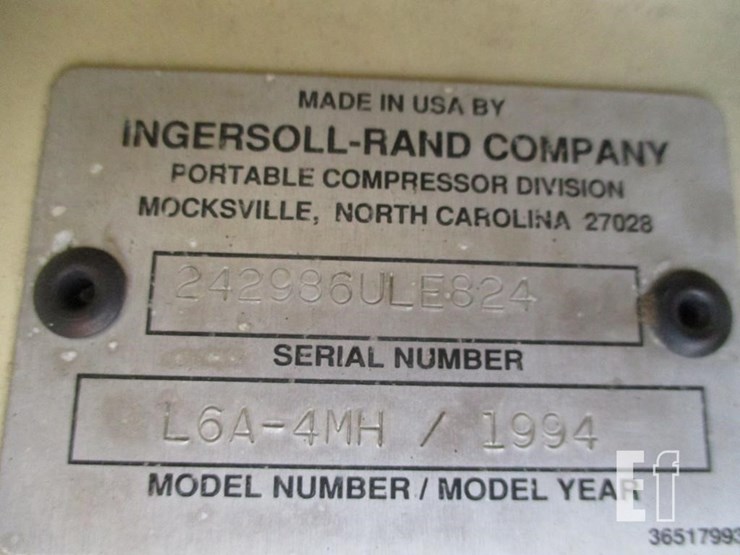 MADE IN USA BY
INGERSOLL-RAND COMPANY
PORTABLE COMPRESSOR DIVISION
MOCKSVILLE, NORTH CAROLINA 27028
242986ULE824
SERIAL NUMBER
L6A-4MH / 1994
MODEL NUMBER / MODEL YEAR
Ef
36517993